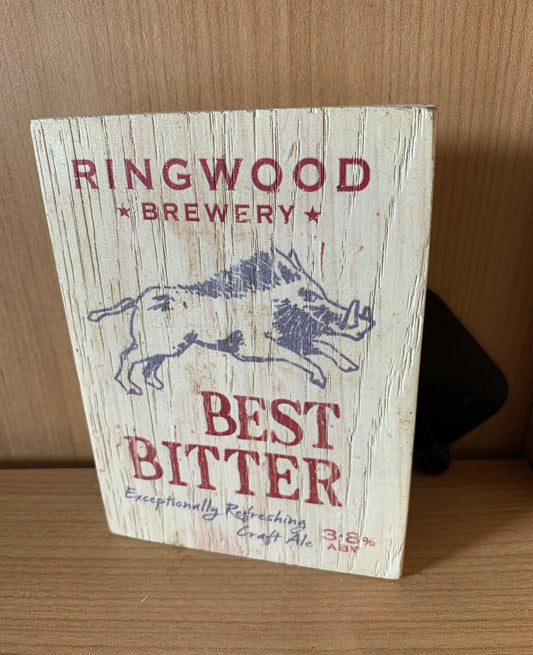 RINGWOOD
★ BREWERY ★
BEST
BITTER
Exceptionally Refreshing
Craft Ale
3·8%
ABV